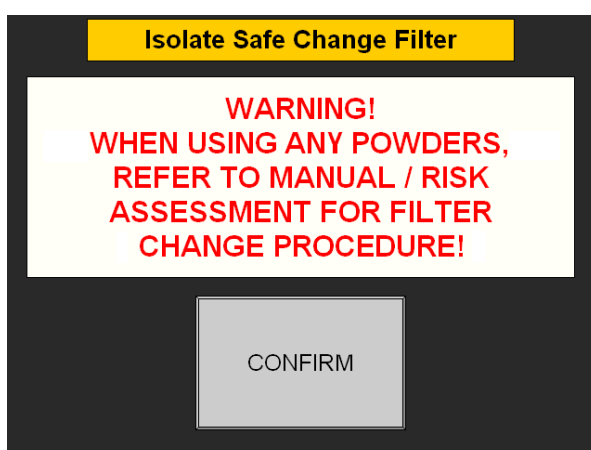 Isolate Safe Change Filter
WARNING!
WHEN USING ANY POWDERS,
REFER TO MANUAL / RISK
ASSESSMENT FOR FILTER
CHANGE PROCEDURE!
CONFIRM